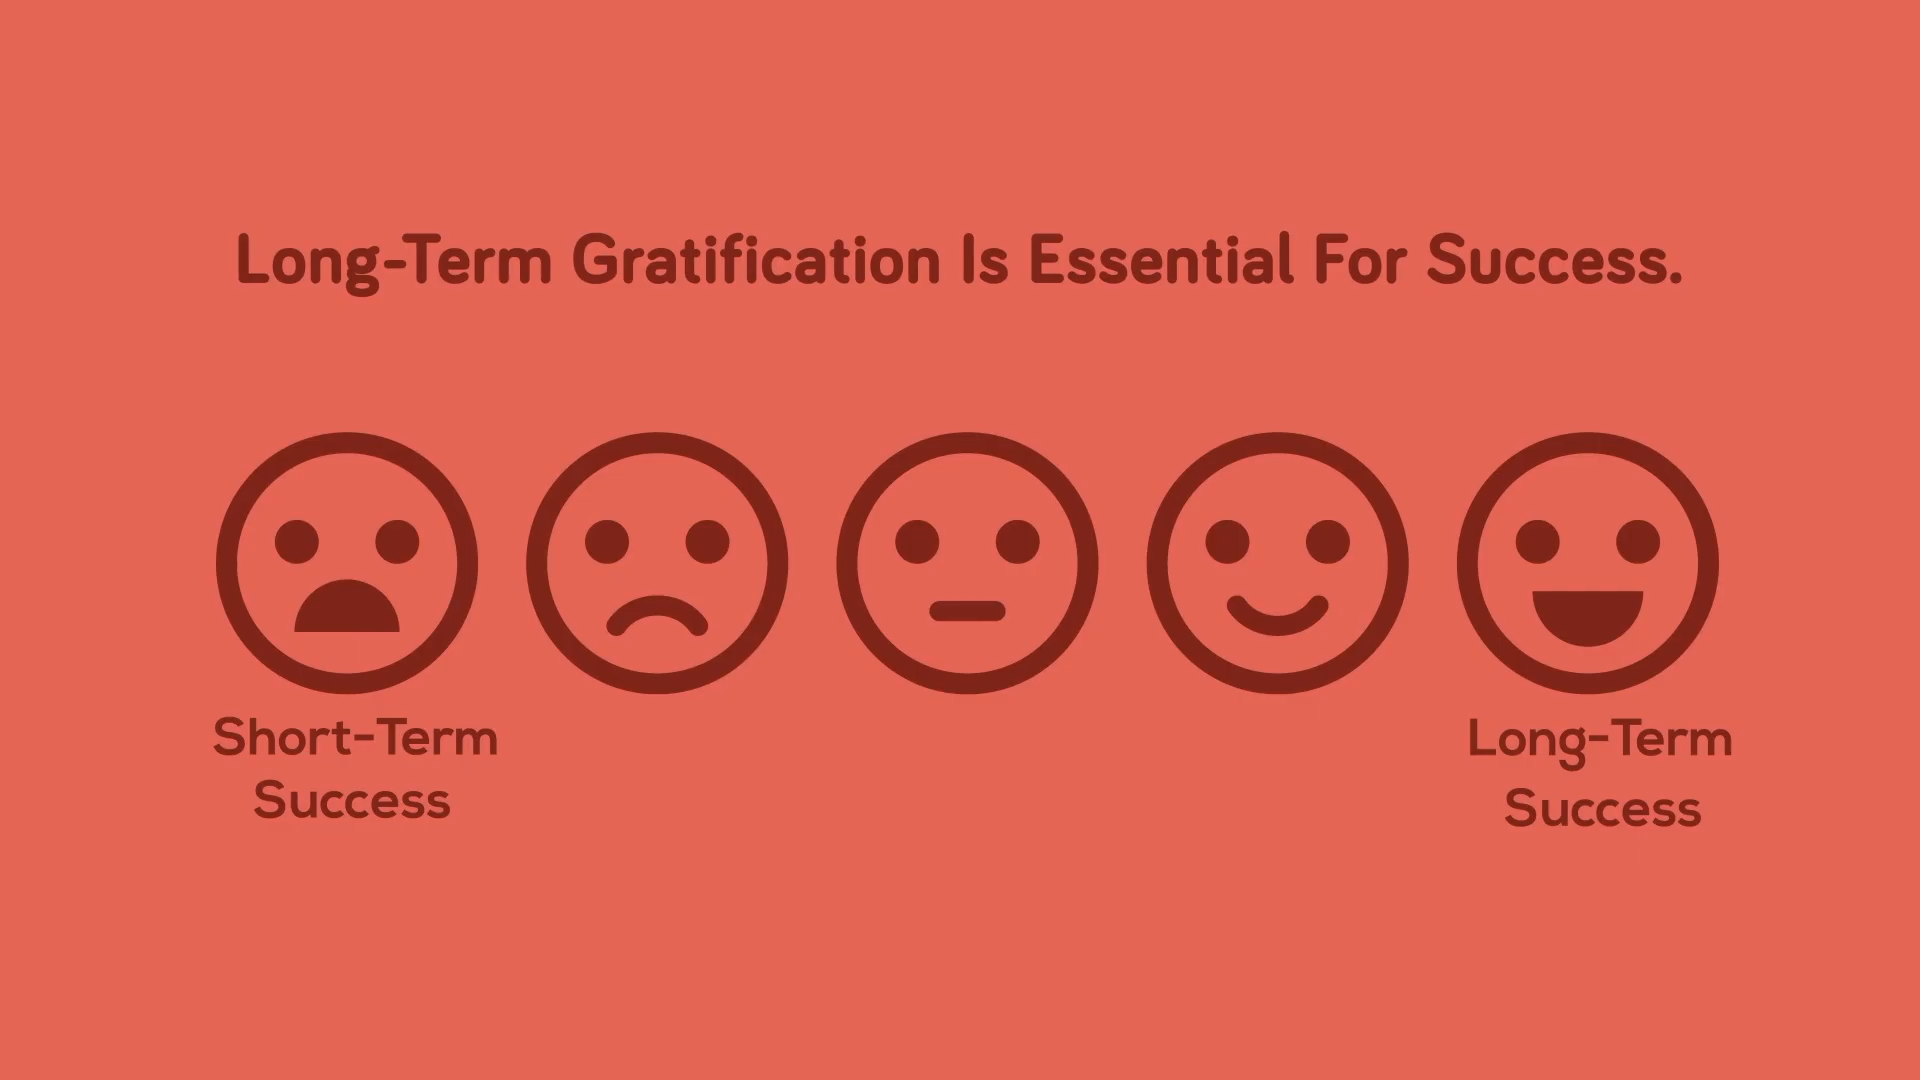 Long-Term Gratification Is Essential For Success.
Short-Term
Success
Long-Term
Success